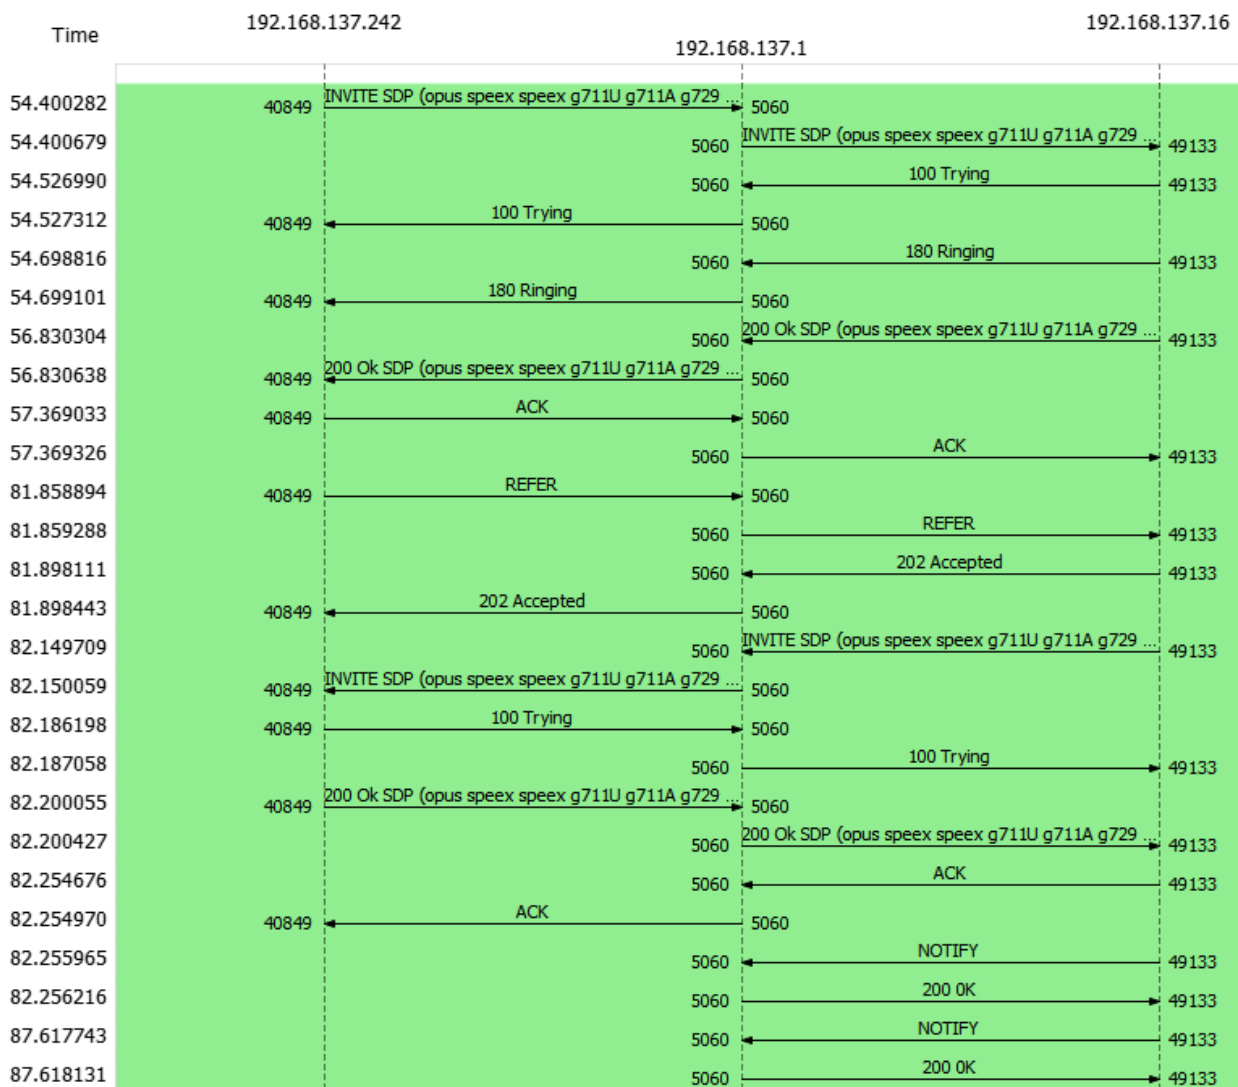 192.168.137.242 192.168.137.16
Time 192.168.137.1
54.400282 40849 INVITE SDP (opus speex speex g711U g711A g729 ... 5060
54.400679 5060 INVITE SDP (opus speex speex g711U g711A g729 ... 49133
54.526990 5060 100 Trying 49133
54.527312 40849 100 Trying 5060
54.698816 5060 180 Ringing 49133
54.699101 40849 180 Ringing 5060
56.830304 5060 200 Ok SDP (opus speex speex g711U g711A g729 ... 49133
56.830638 40849 200 Ok SDP (opus speex speex g711U g711A g729 ... 5060
57.369033 40849 ACK 5060
57.369326 5060 ACK 49133
81.858894 40849 REFER 5060
81.859288 5060 REFER 49133
81.898111 5060 202 Accepted 49133
81.898443 40849 202 Accepted 5060
82.149709 5060 INVITE SDP (opus speex speex g711U g711A g729 ... 49133
82.150059 40849 INVITE SDP (opus speex speex g711U g711A g729 ... 5060
82.186198 40849 100 Trying 5060
82.187058 5060 100 Trying 49133
82.200055 40849 200 Ok SDP (opus speex speex g711U g711A g729 ... 5060
82.200427 5060 200 Ok SDP (opus speex speex g711U g711A g729 ... 49133
82.254676 5060 ACK 49133
82.254970 40849 ACK 5060
82.255965 5060 NOTIFY 49133
82.256216 5060 200 0K 49133
87.617743 5060 NOTIFY 49133
87.618131 5060 200 0K 49133